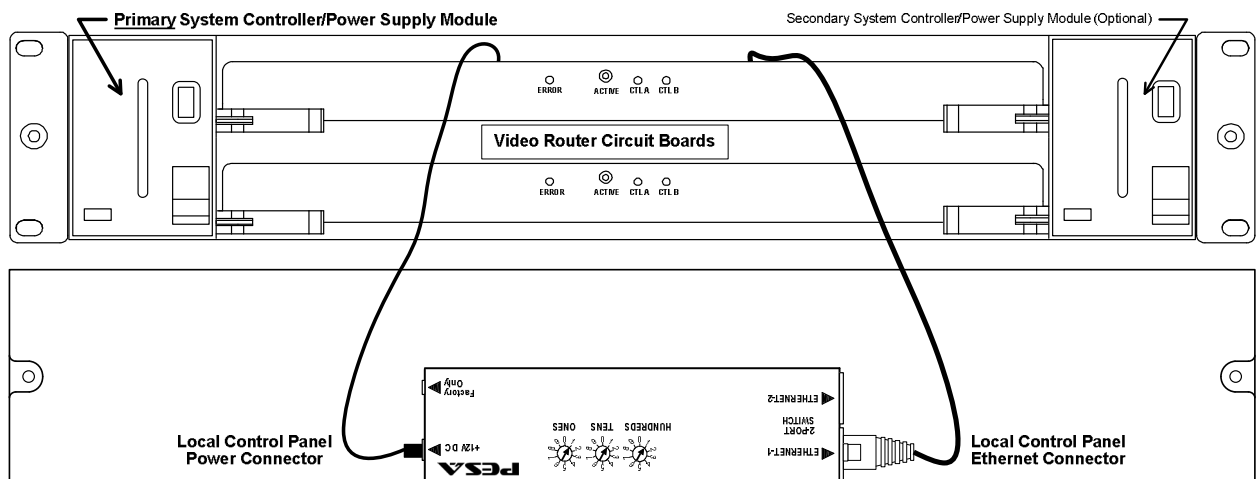 Primary System Controller/Power Supply Module
Secondary System Controller/Power Supply Module (Optional)
ERROR
ACTIVE
CTL A
CTL B
Video Router Circuit Boards
ERROR
ACTIVE
CTL A
CTL B
Factory
Only
ETHERNET-2
2-PORT
SWITCH
ONES
TENS
HUNDREDS
+12V DC
ETHERNET-1
PESA
Local Control Panel
Power Connector
Local Control Panel
Ethernet Connector